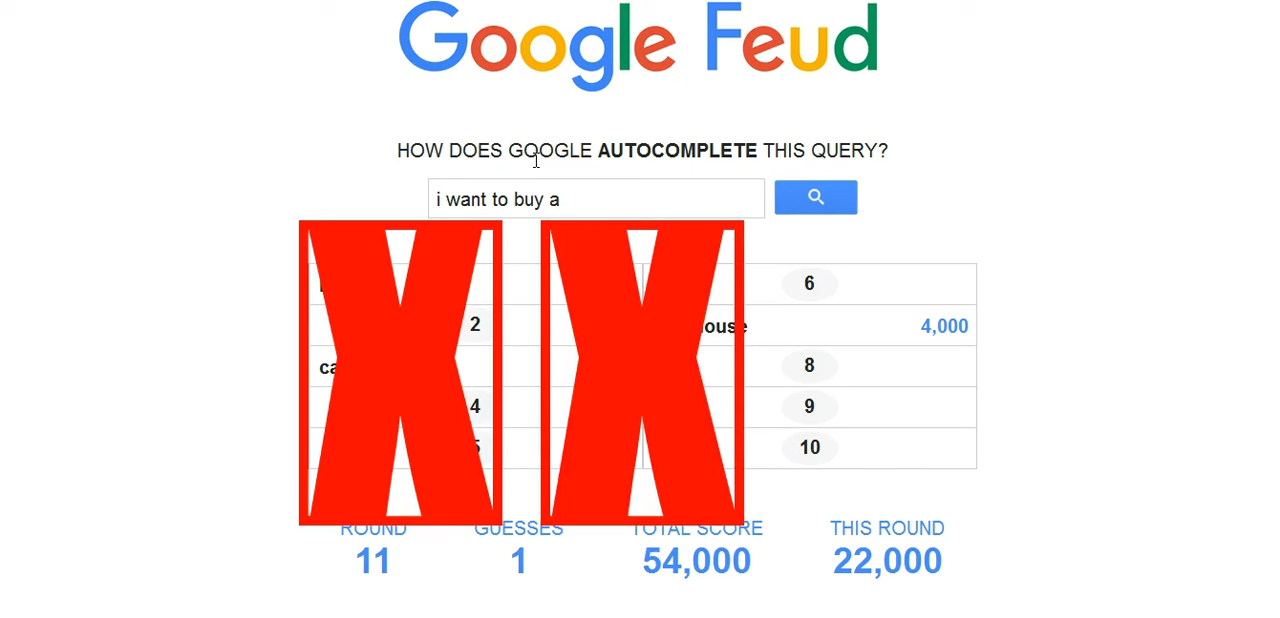 Google Feud
HOW DOES GOOGLE AUTOCOMPLETE THIS QUERY?
i want to buy a
X X
6
2
4,000
8
4
9
10
ROUND GUESSES TOTAL SCORE THIS ROUND
11 1 54,000 22,000